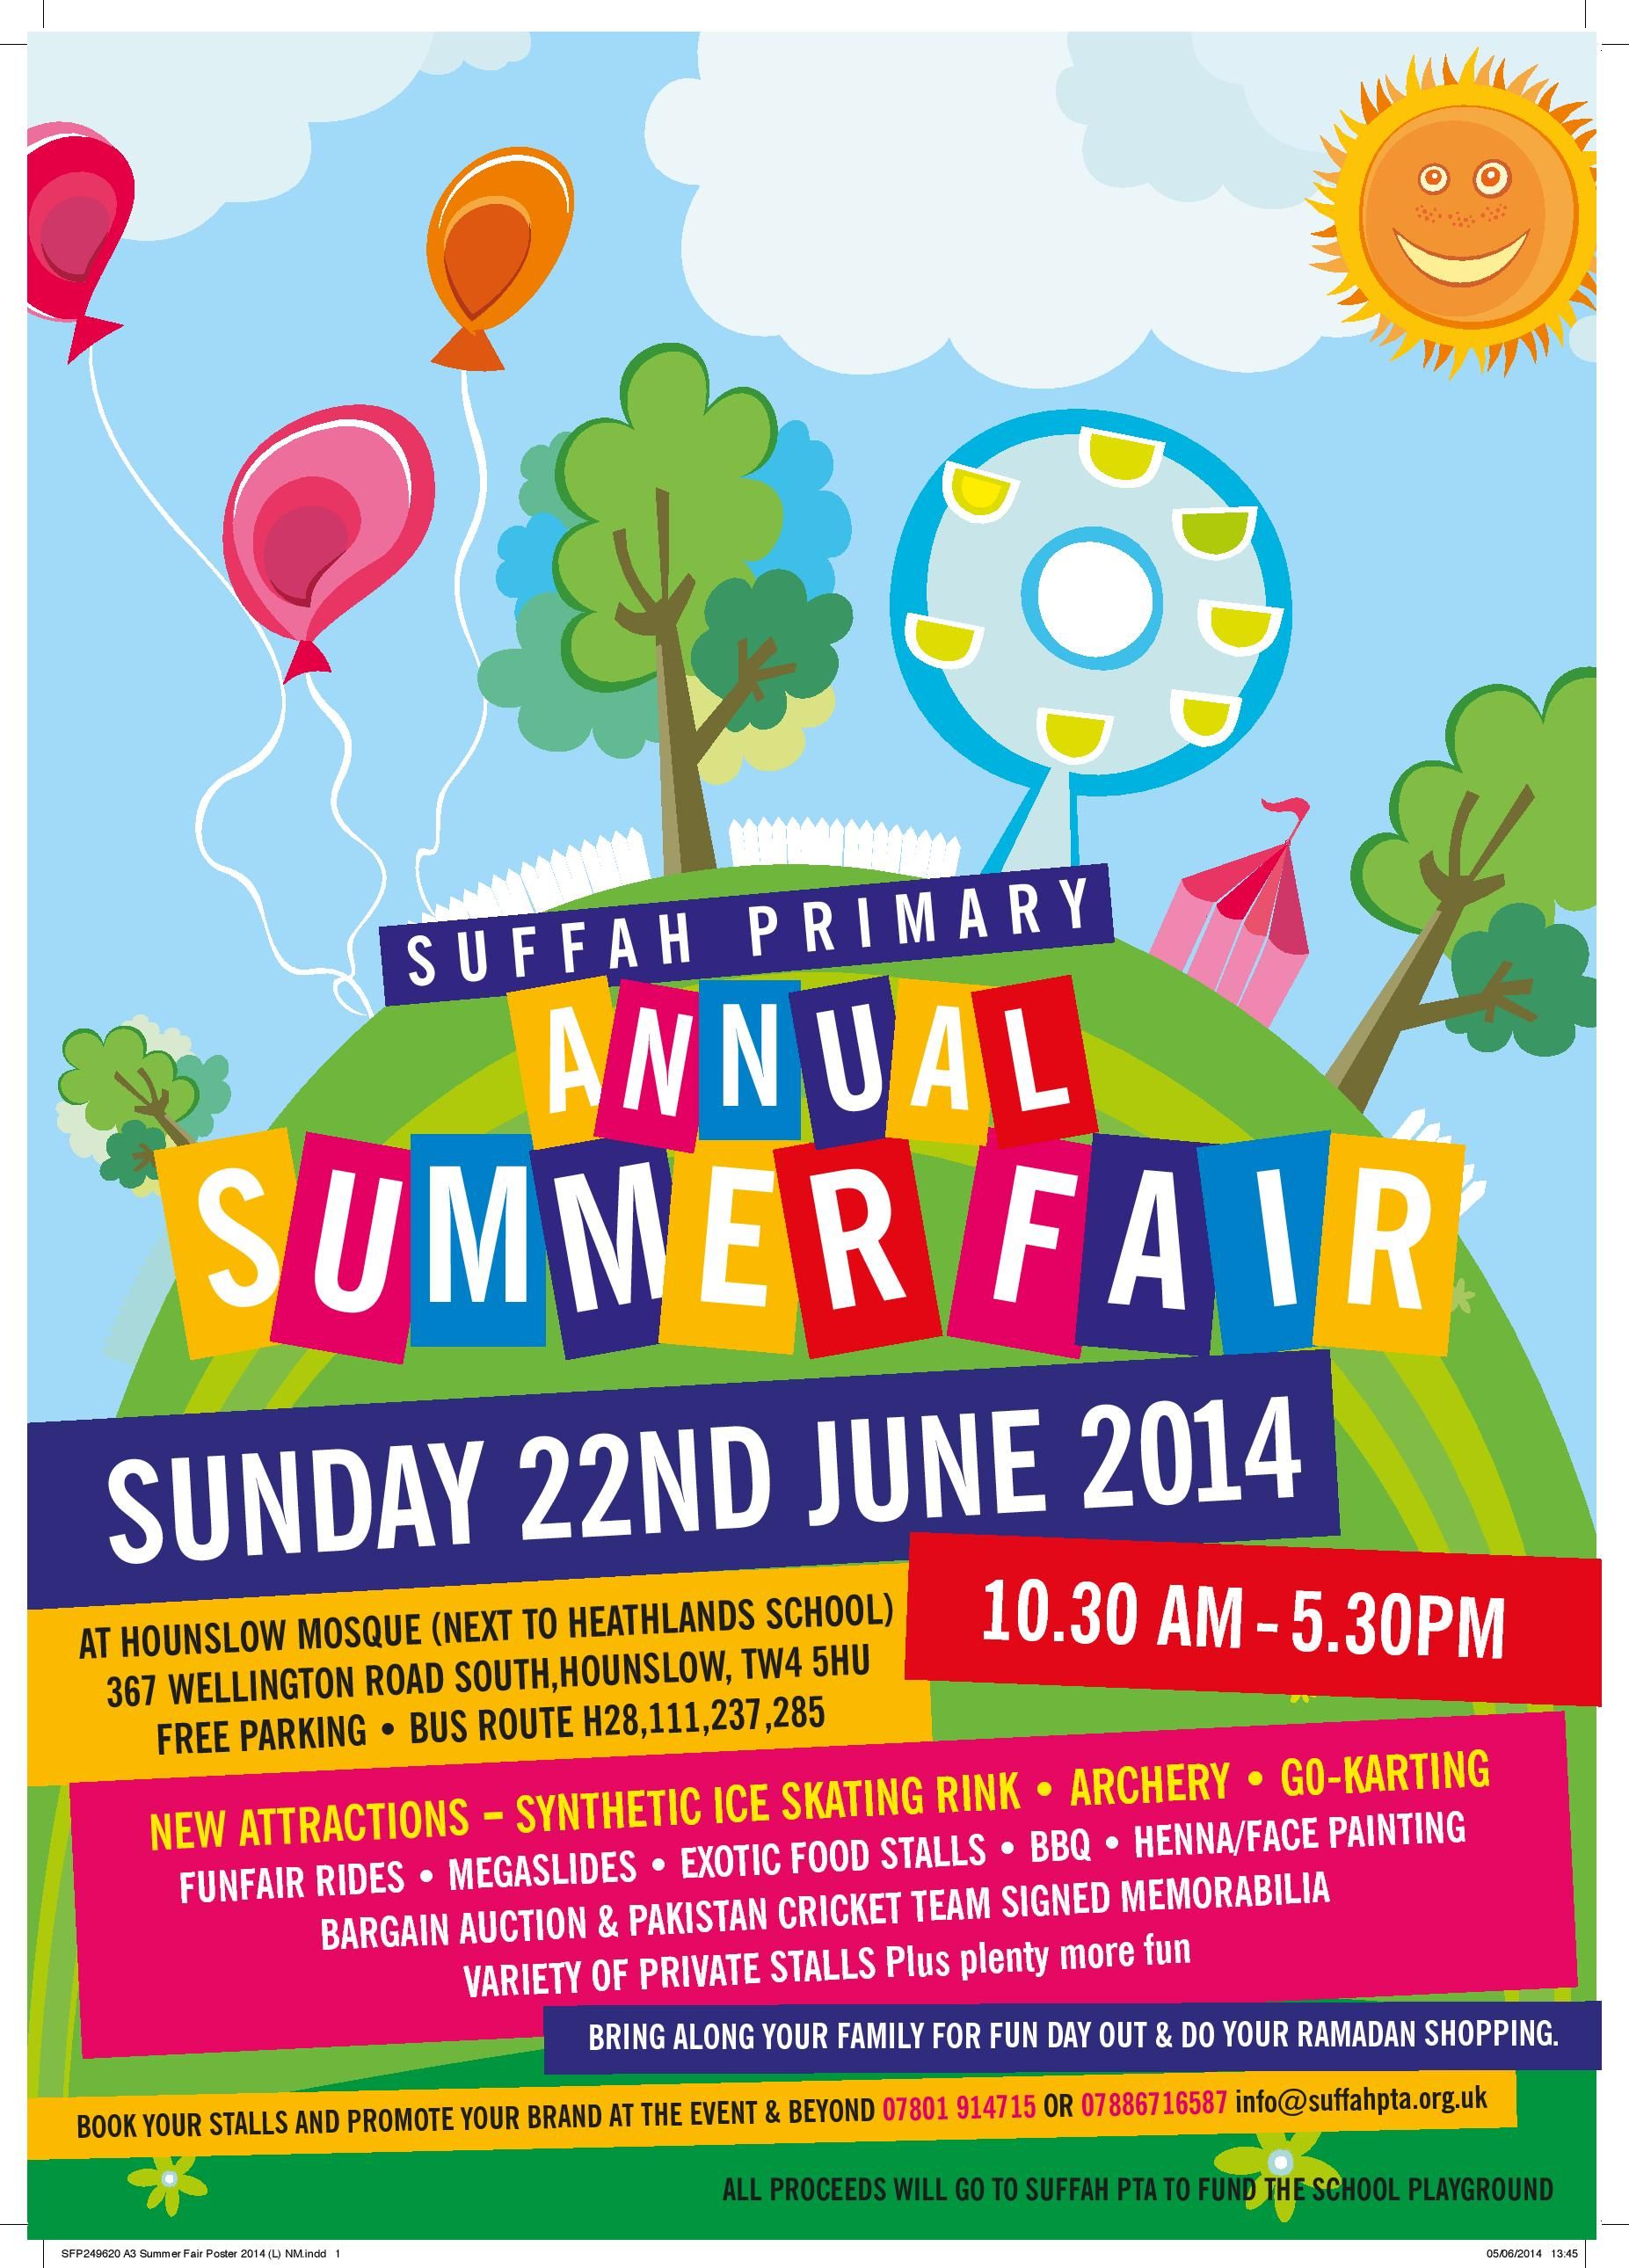 SUFFAH PRIMARY
ANNUAL
SUMMER FAIR
SUNDAY 22ND JUNE 2014
10.30 AM - 5.30PM
AT HOUNSLOW MOSQUE (NEXT TO HEATHLANDS SCHOOL)
367 WELLINGTON ROAD SOUTH,HOUNSLOW, TW4 5HU
FREE PARKING • BUS ROUTE H28,111,237,285
NEW ATTRACTIONS – SYNTHETIC ICE SKATING RINK • ARCHERY • GO-KARTING
FUNFAIR RIDES • MEGASLIDES • EXOTIC FOOD STALLS • BBQ • HENNA/FACE PAINTING
BARGAIN AUCTION & PAKISTAN CRICKET TEAM SIGNED MEMORABILIA
VARIETY OF PRIVATE STALLS Plus plenty more fun
BRING ALONG YOUR FAMILY FOR FUN DAY OUT & DO YOUR RAMADAN SHOPPING.
BOOK YOUR STALLS AND PROMOTE YOUR BRAND AT THE EVENT & BEYOND 07801 914715 OR 07886716587 info@suffahpta.org.uk
ALL PROCEEDS WILL GO TO SUFFAH PTA TO FUND THE SCHOOL PLAYGROUND
SFP249620 A3 Summer Fair Poster 2014 (L) NM.indd 1
05/06/2014 13:45